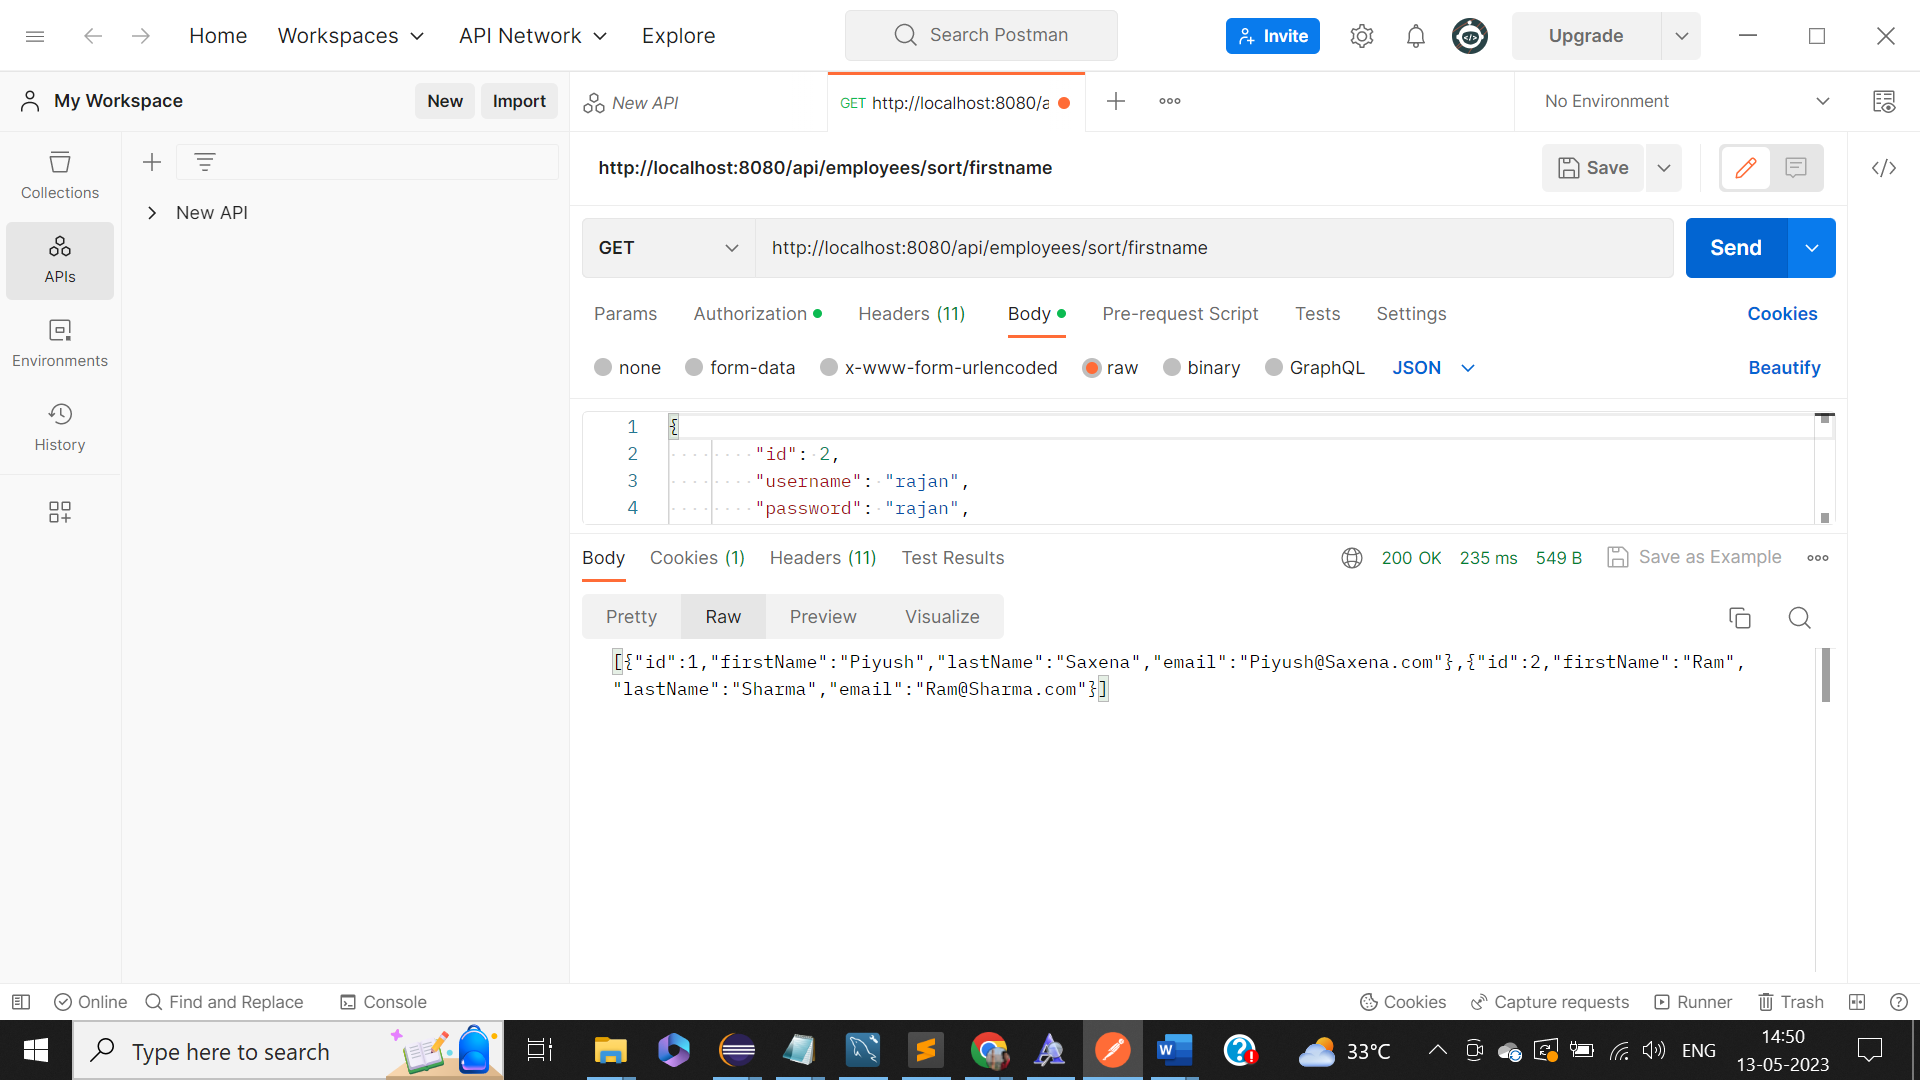 Home Workspaces API Network Explore Search Postman Invite Upgrade
My Workspace New Import New API GET http://localhost:8080/a No Environment
http://localhost:8080/api/employees/sort/firstname Save
Collections
New API
APIs
Environments
History
GET http://localhost:8080/api/employees/sort/firstname Send
Params Authorization Headers (11) Body Pre-request Script Tests Settings Cookies
none form-data x-www-form-urlencoded raw binary GraphQL JSON Beautify
1 {
2 "id": 2,
3 "username": "rajan",
4 "password": "rajan",
Body Cookies (1) Headers (11) Test Results 200 OK 235 ms 549 B Save as Example
Pretty Raw Preview Visualize
[{"id":1,"firstName":"Piyush","lastName":"Saxena","email":"Piyush@Saxena.com"},{"id":2,"firstName":"Ram",
"lastName":"Sharma","email":"Ram@Sharma.com"}]
Online Find and Replace Console Cookies Capture requests Runner Trash
Type here to search 33°C ENG 14:50
13-05-2023